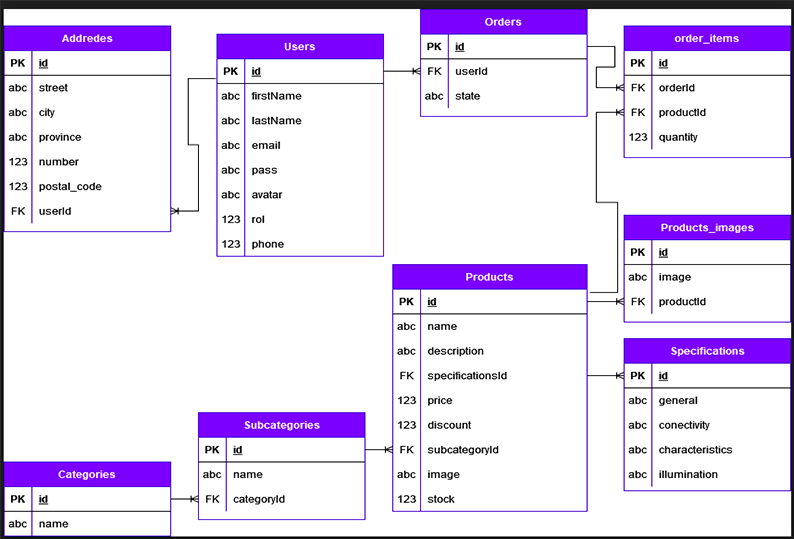 Addredes
PK id
abc street
abc city
abc province
123 number
123 postal_code
FK userId
Users
PK id
abc firstName
abc lastName
abc email
abc pass
abc avatar
123 rol
123 phone
Orders
PK id
FK userId
abc state
order_items
PK id
FK orderId
FK productId
123 quantity
Products_images
PK id
abc image
FK productId
Products
PK id
abc name
abc description
FK specificationsId
123 price
123 discount
FK subcategoryId
abc image
123 stock
Specifications
PK id
abc general
abc conectivity
abc characteristics
abc illumination
Subcategories
PK id
abc name
FK categoryId
Categories
PK id
abc name